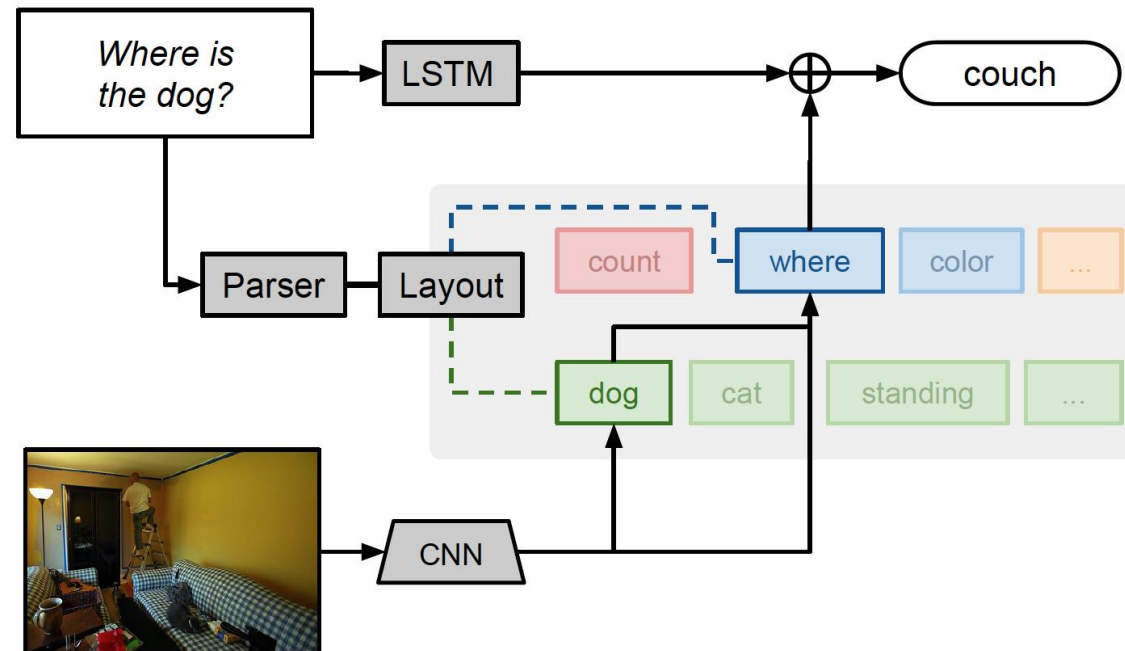 Where is
the dog?
LSTM
couch
count
where
color
...
Parser
Layout
dog
cat
standing
...
CNN